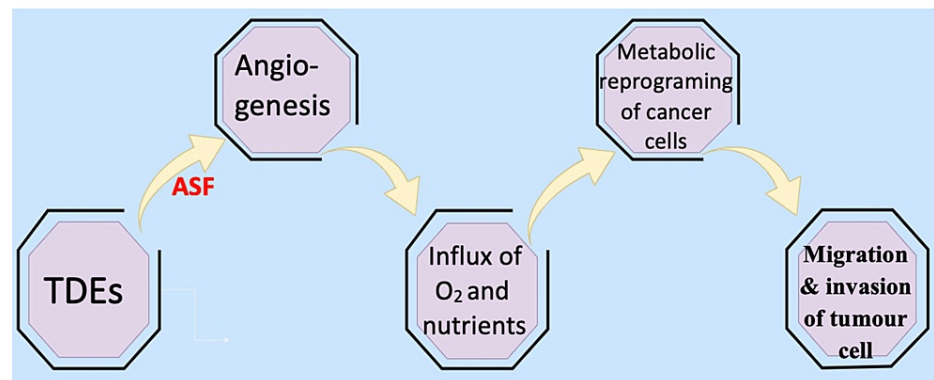 TDEs
ASF
Angio-
genesis
Influx of
O₂ and
nutrients
Metabolic
reprograming
of cancer
cells
Migration
& invasion
of tumour
cell